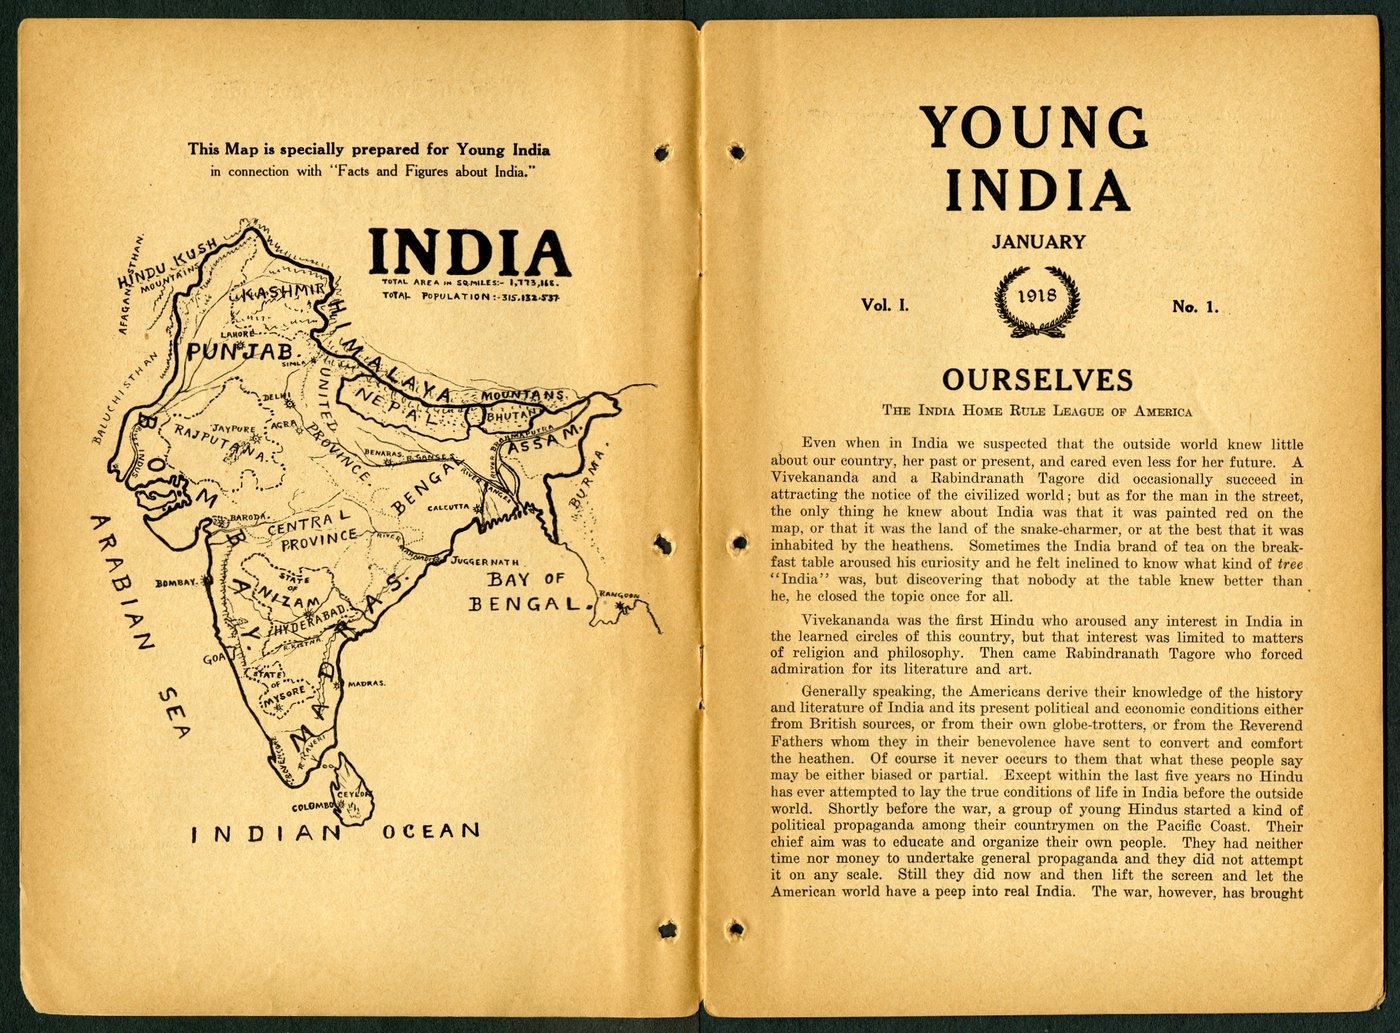 This Map is specially prepared for Young India
in connection with "Facts and Figures about India."
INDIA
TOTAL AREA IN SQ. MILES:- 1,773,168.
TOTAL POPULATION:-315.132.537
AFAGANISTHAN.
HINDU KUSH
MOUNTAINS
KASHMIR
LAHORE
PUNJAB.
SIMLA
HIMALAYA
MOUNTANS.
BALUCHISTHAN
NEPAL
BHUTAN
UNITED
PROVINCE.
DELHI
JAYPURE
AGRA
RAJPUTANA.
RIVER BRAHMAPUTRA
ASSAM.
BENARAS.
R. GANGES
RIVER GANGES
BENGAL
CALCUTTA
BURMA.
BOMBAY.
BARODA.
CENTRAL
PROVINCE
RIVER MAHANADI
JUGGERNATH
BAY OF
BENGAL.
RANGOON
ARABIAN SEA
BOMBAY.
STATE
OF
NIZAM
HYDERABAD.
GOA
STATE
OF
MYSORE
MADRAS.
MADRAS.
R. KAVERI
CEYLON
COLOMBO
INDIAN OCEAN
YOUNG
INDIA
JANUARY
Vol. I.
1918
No. 1.
OURSELVES
THE INDIA HOME RULE LEAGUE OF AMERICA
Even when in India we suspected that the outside world knew little
about our country, her past or present, and cared even less for her future. A
Vivekananda and a Rabindranath Tagore did occasionally succeed in
attracting the notice of the civilized world; but as for the man in the street,
the only thing he knew about India was that it was painted red on the
map, or that it was the land of the snake-charmer, or at the best that it was
inhabited by the heathens. Sometimes the India brand of tea on the break-
fast table aroused his curiosity and he felt inclined to know what kind of tree
"India" was, but discovering that nobody at the table knew better than
he, he closed the topic once for all.
Vivekananda was the first Hindu who aroused any interest in India in
the learned circles of this country, but that interest was limited to matters
of religion and philosophy. Then came Rabindranath Tagore who forced
admiration for its literature and art.
Generally speaking, the Americans derive their knowledge of the history
and literature of India and its present political and economic conditions either
from British sources, or from their own globe-trotters, or from the Reverend
Fathers whom they in their benevolence have sent to convert and comfort
the heathen. Of course it never occurs to them that what these people say
may be either biased or partial. Except within the last five years no Hindu
has ever attempted to lay the true conditions of life in India before the outside
world. Shortly before the war, a group of young Hindus started a kind of
political propaganda among their countrymen on the Pacific Coast. Their
chief aim was to educate and organize their own people. They had neither
time nor money to undertake general propaganda and they did not attempt
it on any scale. Still they did now and then lift the screen and let the
American world have a peep into real India. The war, however, has brought